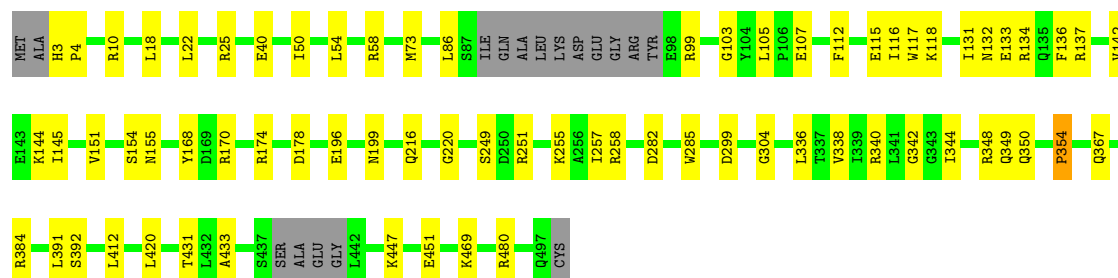 MET ALA H3 P4 R10 L18 L22 R25 E40 I50 L54 R58 M73 L86 S87 ILE GLN ALA LEU LYS ASP GLU GLY ARG TYR E98 R99 G103 Y104 L105 P106 E107 F112 E115 I116 W117 K118 I131 N132 E133 R134 Q135 F136 R137 V142
E143 K144 I145 V151 S154 N155 Y168 D169 R170 R174 D178 E196 N199 Q216 G220 S249 D250 R251 K255 A256 I257 R258 D282 W285 D299 G304 L336 T337 V338 I339 R340 L341 G342 G343 I344 R348 Q349 Q350 P354 Q367
R384 L391 S392 L412 L420 T431 L432 A433 S437 SER ALA GLU GLY L442 K447 E451 K469 R480 Q497 CYS